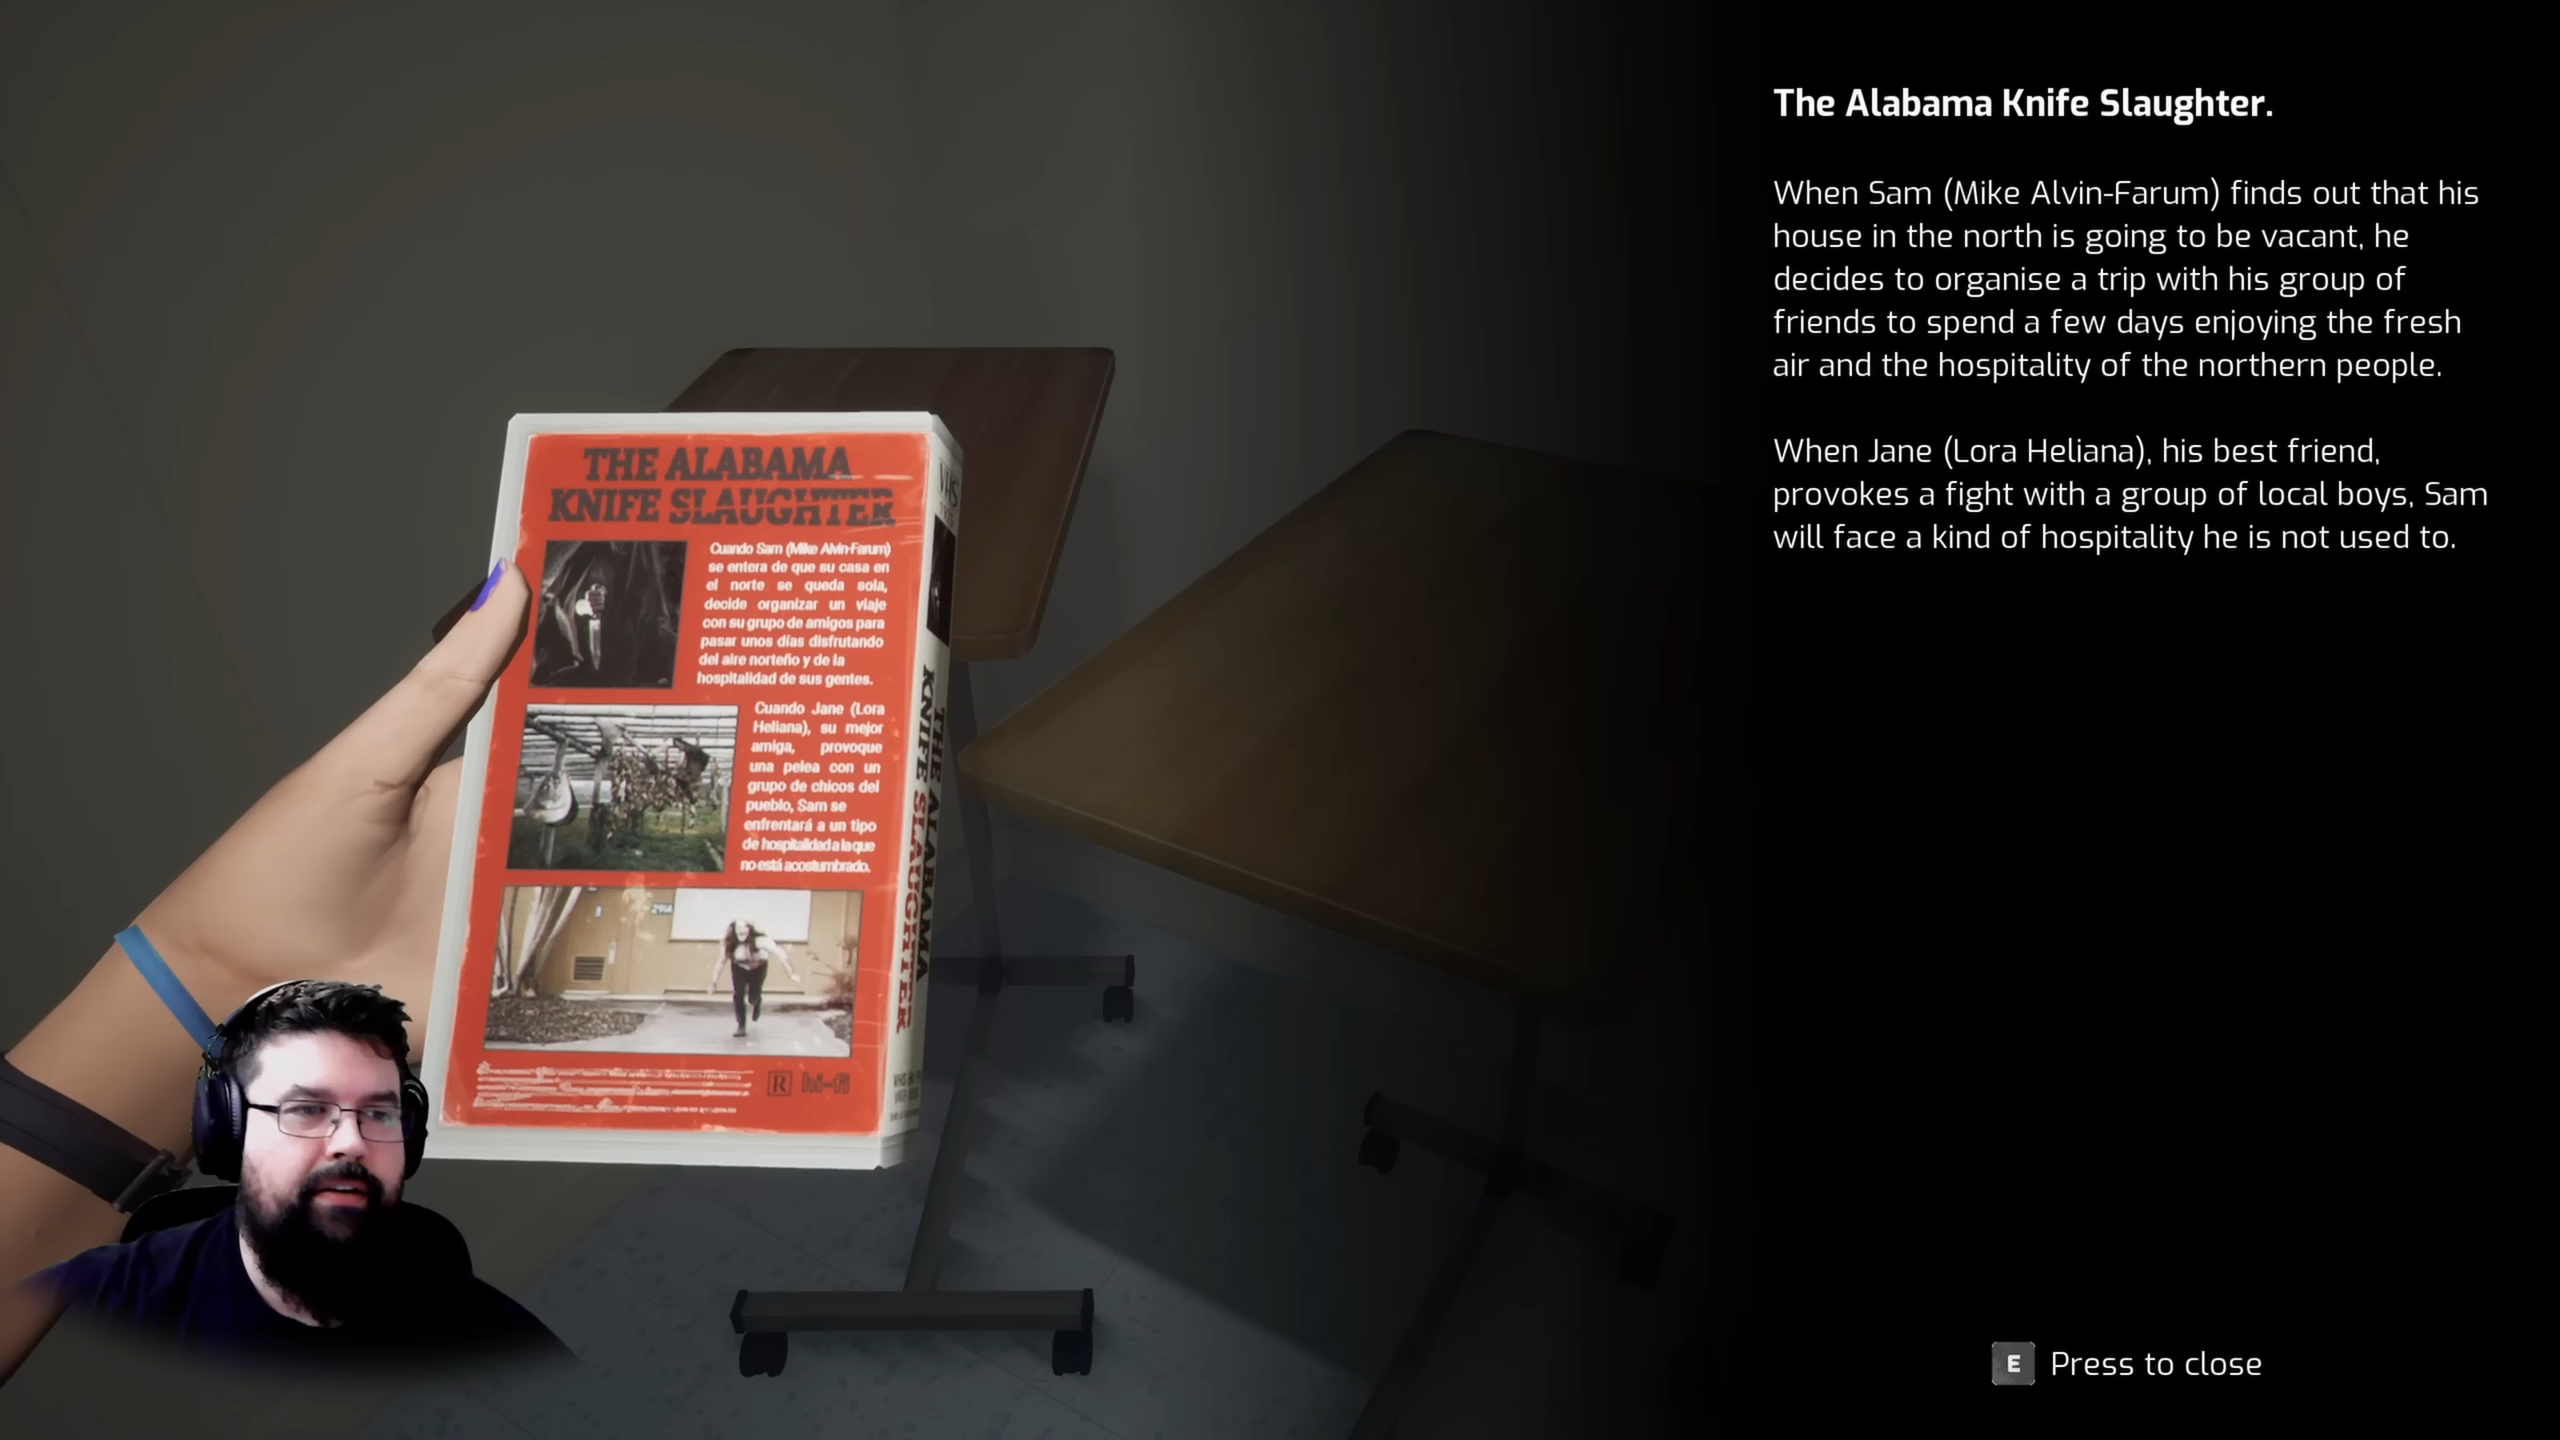 The Alabama Knife Slaughter.
When Sam (Mike Alvin-Farum) finds out that his
house in the north is going to be vacant, he
decides to organise a trip with his group of
friends to spend a few days enjoying the fresh
air and the hospitality of the northern people.
When Jane (Lora Heliana), his best friend,
provokes a fight with a group of local boys, Sam
will face a kind of hospitality he is not used to.
THE ALABAMA
KNIFE SLAUGHTER
Cuando Sam (Mike Alvin-Farum)
se entera de que su casa en
el norte se queda sola,
decide organizar un viaje
con su grupo de amigos para
pasar unos días disfrutando
del aire norteño y de la
hospitalidad de sus gentes.
Cuando Jane (Lora
Heliana), su mejor
amiga, provoque
una pelea con un
grupo de chicos del
pueblo, Sam se
enfrentará a un tipo
de hospitalidad a la que
no está acostumbrado.
R hi-fi
VHS
THE ALABAMA
KNIFE SLAUGHTER
E Press to close